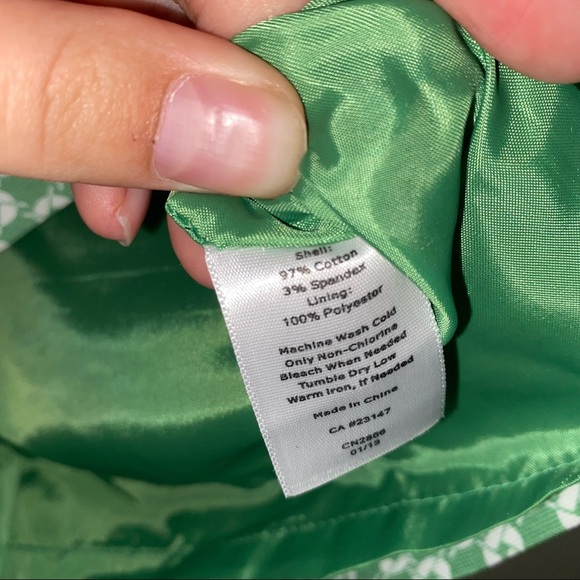 Shell:
97% Cotton
3% Spandex
Lining:
100% Polyester
Machine Wash Cold
Only Non-Chlorine
Bleach When Needed
Tumble Dry Low
Warm Iron, If Needed
Made In China
CA #23147
CN2806
01/13